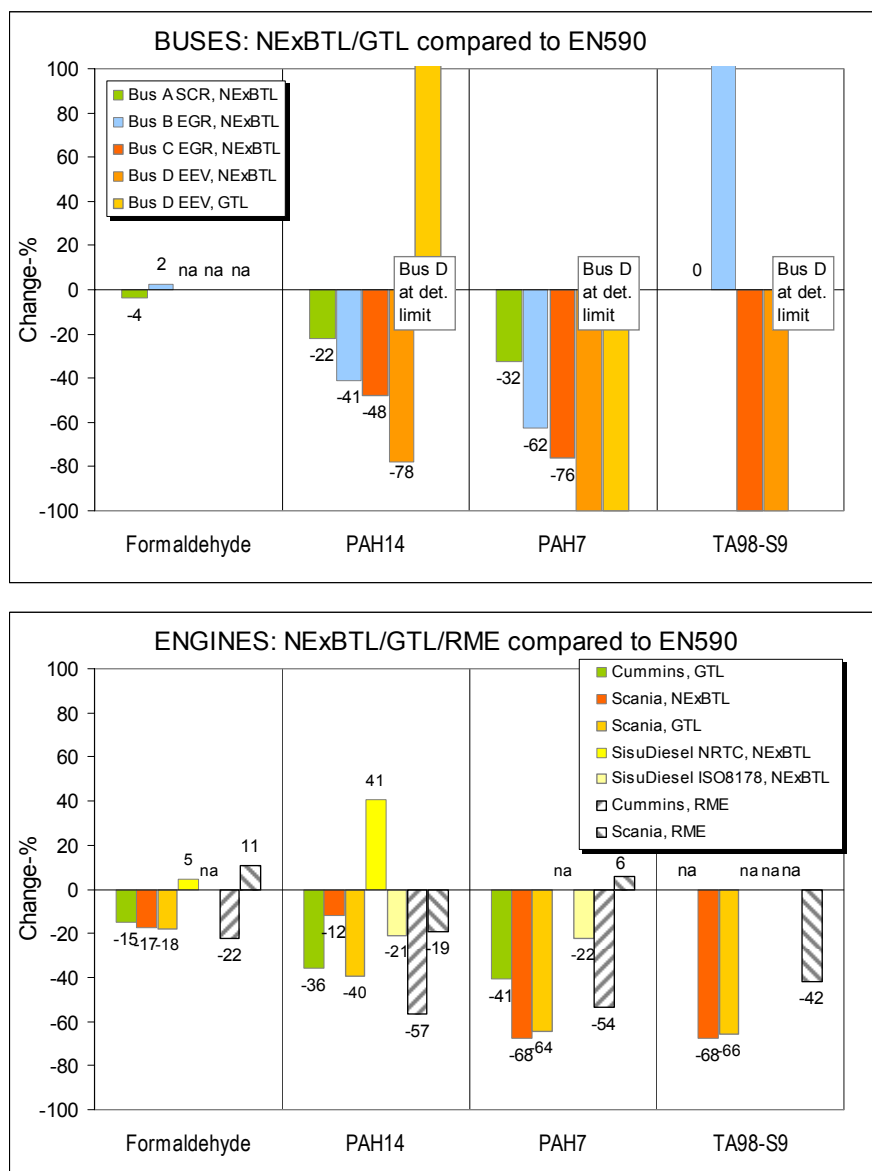 BUSES: NExBTL/GTL compared to EN590
100
80
60
40
20
0
-20
-40
-60
-80
-100
Change-%
Bus A SCR, NExBTL
Bus B EGR, NExBTL
Bus C EGR, NExBTL
Bus D EEV, NExBTL
Bus D EEV, GTL
-4
2
na na na
-22
-41
-48
-78
Bus D
at det.
limit
-32
-62
-76
Bus D
at det.
limit
0
Bus D
at det.
limit
Formaldehyde
PAH14
PAH7
TA98-S9
ENGINES: NExBTL/GTL/RME compared to EN590
100
80
60
40
20
0
-20
-40
-60
-80
-100
Change-%
Cummins, GTL
Scania, NExBTL
Scania, GTL
SisuDiesel NRTC, NExBTL
SisuDiesel ISO8178, NExBTL
Cummins, RME
Scania, RME
-15
-17
-18
5
na
-22
11
-36
-12
-40
41
-21
-57
-19
-41
-68
-64
na
-22
-54
6
na
-68
-66
na na na
-42
Formaldehyde
PAH14
PAH7
TA98-S9